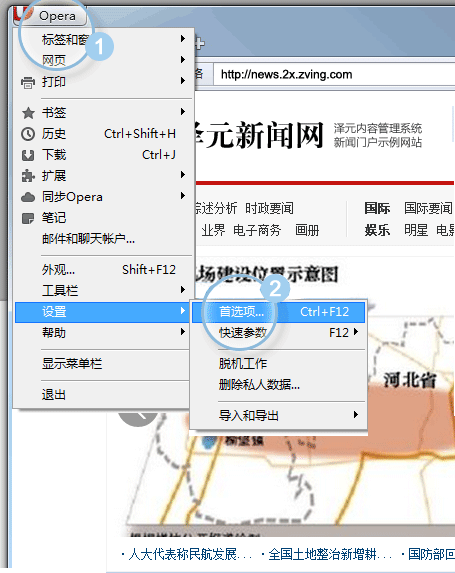 Opera
标签和窗
1
网页
打印
络
http://news.2x.zving.com
书签
历史 Ctrl+Shift+H
下载 Ctrl+J
扩展
同步Opera
笔记
邮件和聊天帐户...
泽元新闻网
泽元内容管理系统
新闻门户示例网站
综述分析 时政要闻
国际 国际要闻
业界 电子商务 画册
娱乐 明星 电影
外观... Shift+F12
工具栏
设置
帮助
显示菜单栏
退出
场建设位置示意图
2
首选项... Ctrl+F12
快速参数 F12
脱机工作
删除私人数据...
导入和导出
河北省
榆垡镇
·人大代表称民航发展... ·全国土地整治新增耕... ·国防部回